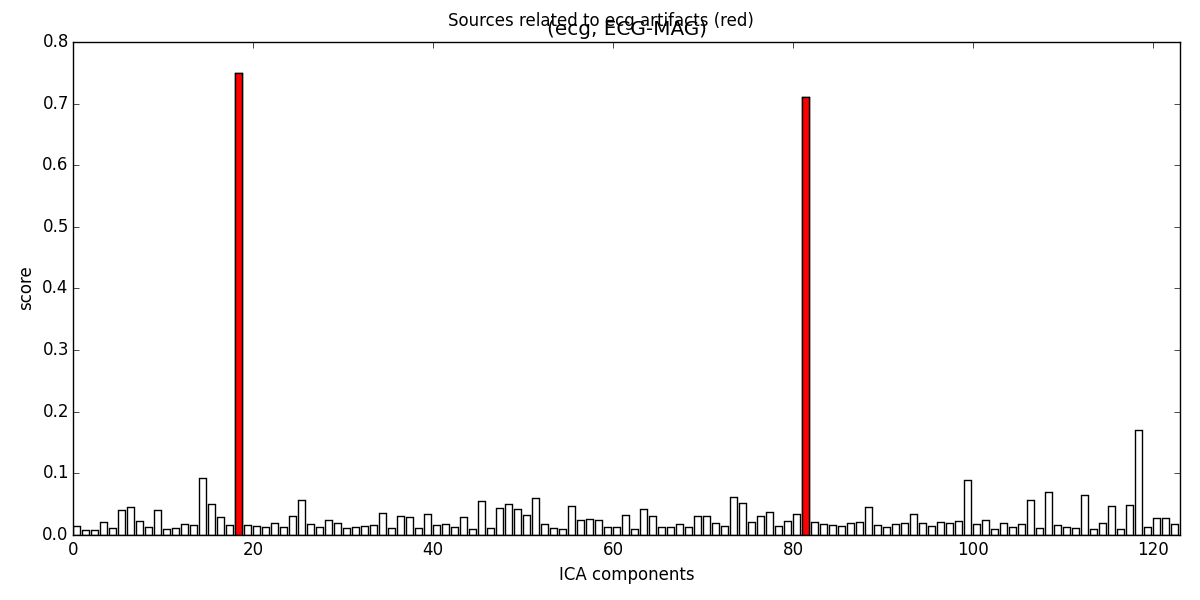 Sources related to ecg artifacts (red)
(ecg, ECG-MAG)
0.8
0.7
0.6
0.5
0.4
0.3
0.2
0.1
0.0
score
0 20 40 60 80 100 120
ICA components